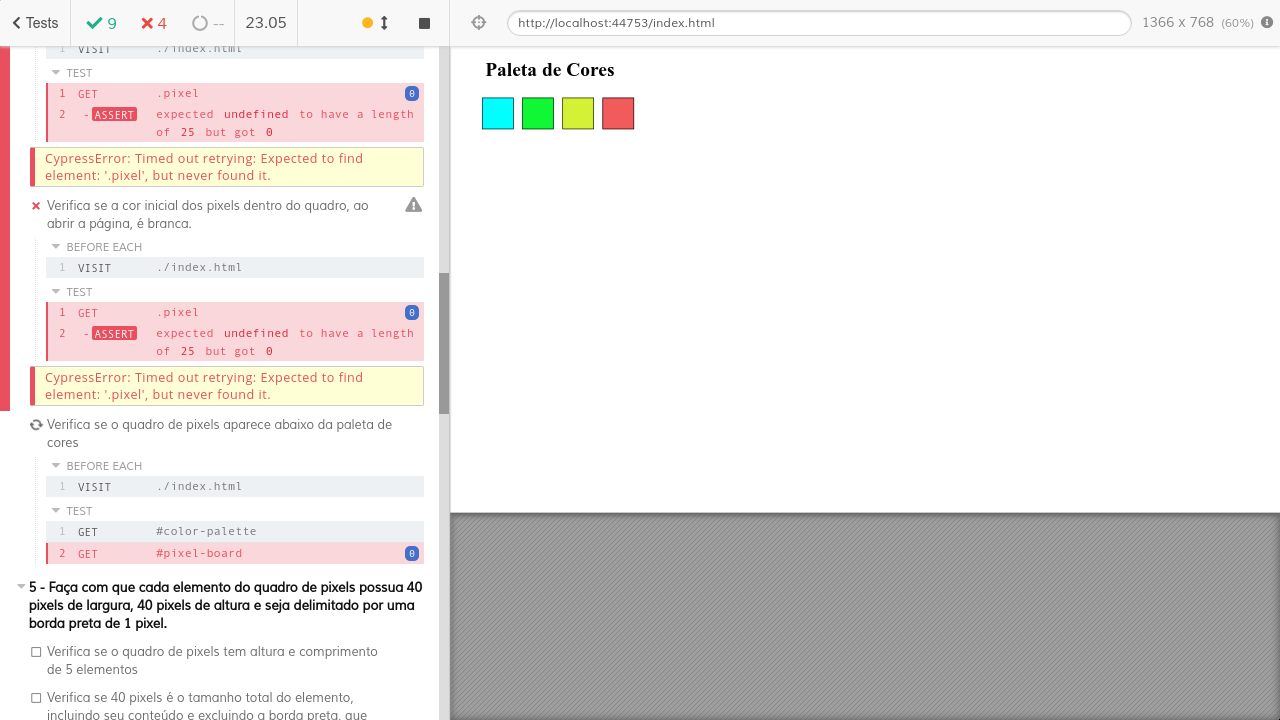 Tests
9
4
--
23.05
http://localhost:44753/index.html
1366 x 768 (60%)
1 VISIT ./index.html
TEST
1 GET .pixel 0
2 -ASSERT expected undefined to have a length
of 25 but got 0
CypressError: Timed out retrying: Expected to find
element: '.pixel', but never found it.
Verifica se a cor inicial dos pixels dentro do quadro, ao
abrir a página, é branca.
BEFORE EACH
1 VISIT ./index.html
TEST
1 GET .pixel 0
2 -ASSERT expected undefined to have a length
of 25 but got 0
CypressError: Timed out retrying: Expected to find
element: '.pixel', but never found it.
Verifica se o quadro de pixels aparece abaixo da paleta de
cores
BEFORE EACH
1 VISIT ./index.html
TEST
1 GET #color-palette
2 GET #pixel-board 0
5 - Faça com que cada elemento do quadro de pixels possua 40
pixels de largura, 40 pixels de altura e seja delimitado por uma
borda preta de 1 pixel.
Verifica se o quadro de pixels tem altura e comprimento
de 5 elementos
Verifica se 40 pixels é o tamanho total do elemento,
incluindo seu conteúdo e excluindo a borda preta, que
Paleta de Cores